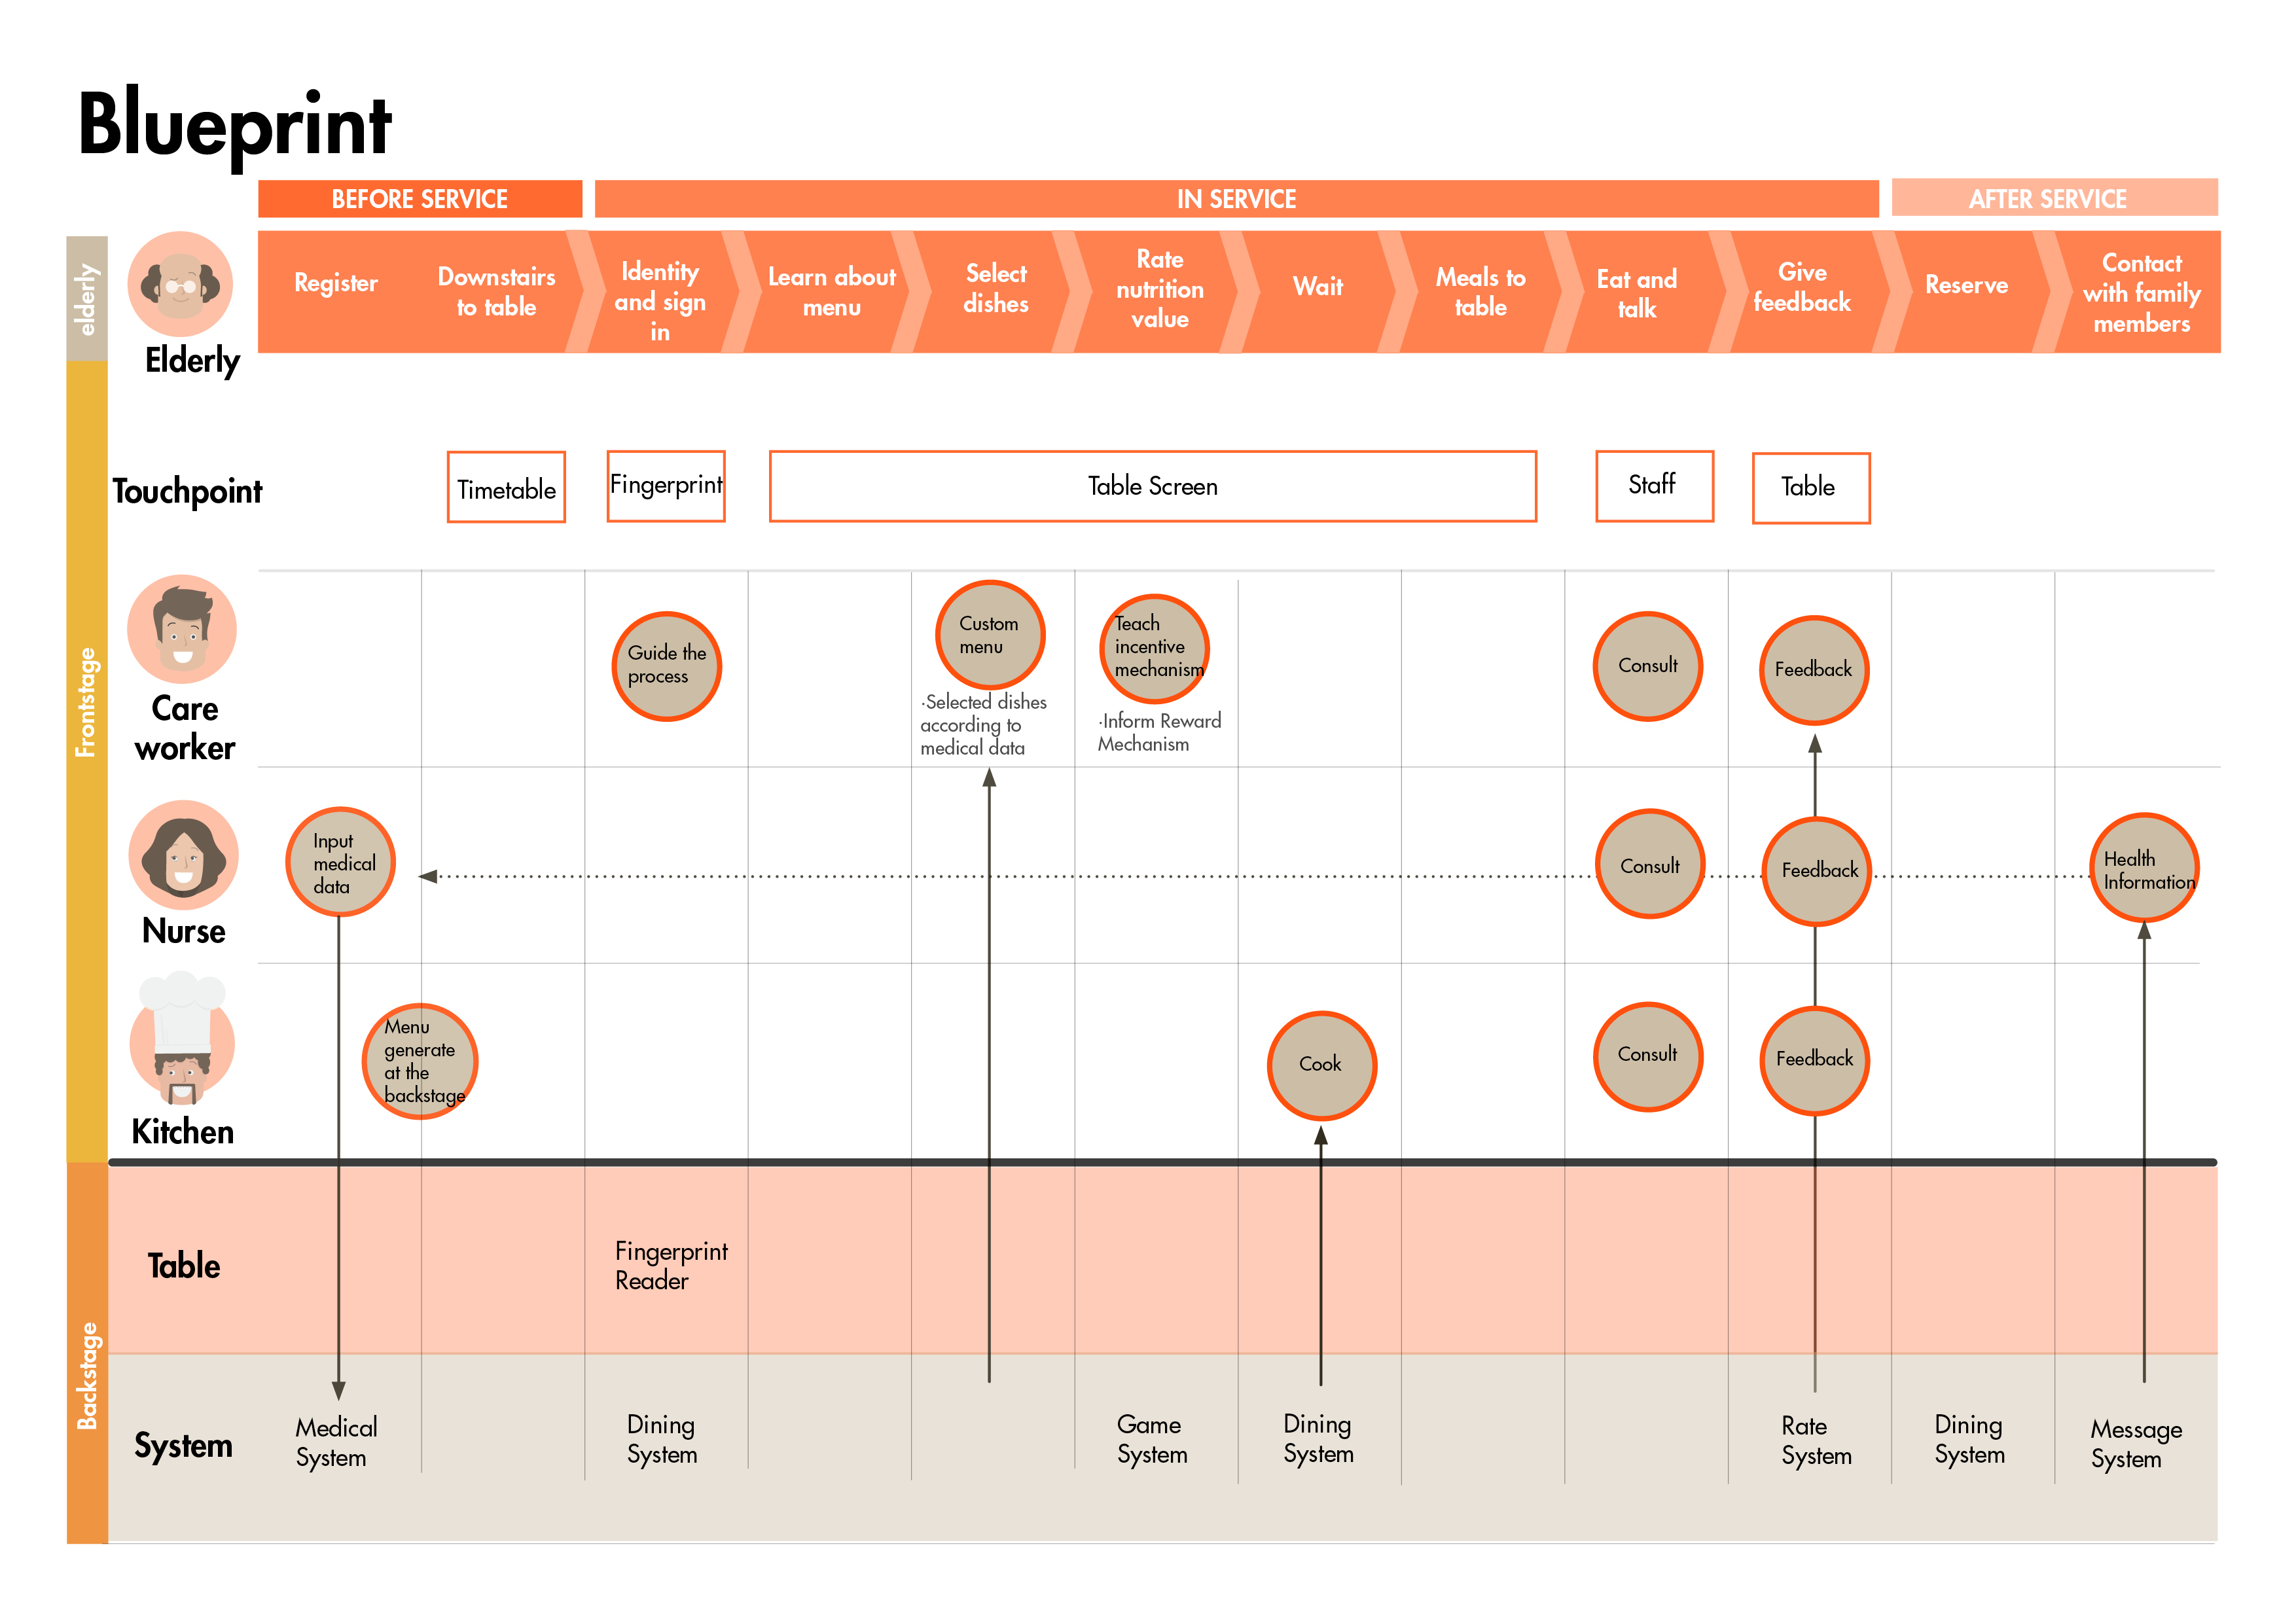 Blueprint
BEFORE SERVICE
IN SERVICE
AFTER SERVICE
elderly
Elderly
Register
Downstairs
to table
Identity
and sign
in
Learn about
menu
Select
dishes
Rate
nutrition
value
Wait
Meals to
table
Eat and
talk
Give
feedback
Reserve
Contact
with family
members
Frontstage
Touchpoint
Timetable
Fingerprint
Table Screen
Staff
Table
Care
worker
Guide the
process
Custom
menu
·Selected dishes
according to
medical data
Teach
incentive
mechanism
·Inform Reward
Mechanism
Consult
Feedback
Nurse
Input
medical
data
Consult
Feedback
Health
Information
Kitchen
Menu
generate
at the
backstage
Cook
Consult
Feedback
Backstage
Table
Fingerprint
Reader
System
Medical
System
Dining
System
Game
System
Dining
System
Rate
System
Dining
System
Message
System